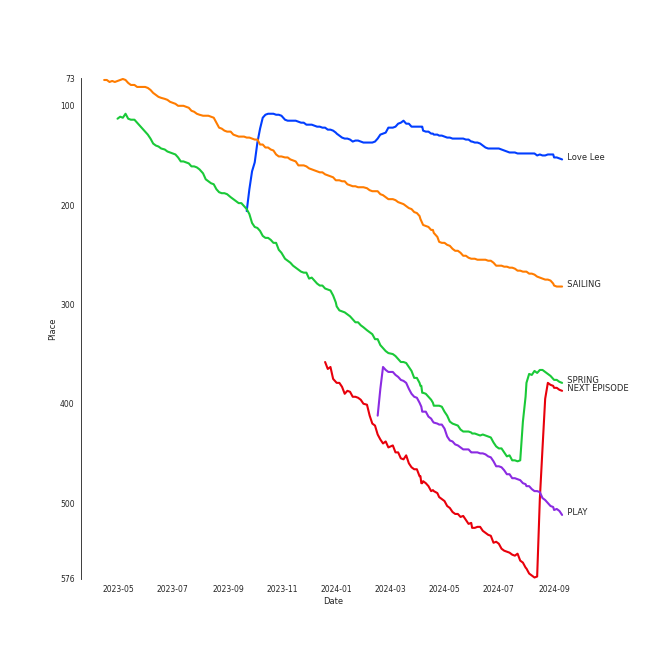 73
100
200
300
400
500
576
Place
2023-05
2023-07
2023-09
2023-11
2024-01
2024-03
2024-05
2024-07
2024-09
Date
Love Lee
SAILING
SPRING
NEXT EPISODE
PLAY